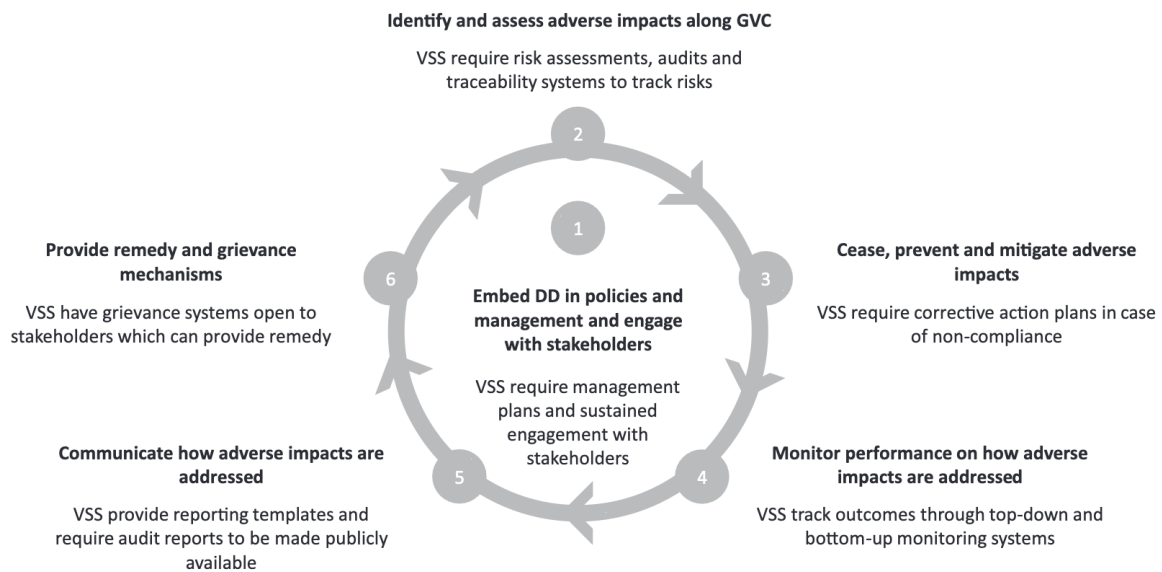 Identify and assess adverse impacts along GVC
VSS require risk assessments, audits and
traceability systems to track risks
2
1
Embed DD in policies and
management and engage
with stakeholders
VSS require management
plans and sustained
engagement with
stakeholders
3
Cease, prevent and mitigate adverse
impacts
VSS require corrective action plans in case
of non-compliance
4
Monitor performance on how adverse
impacts are addressed
VSS track outcomes through top-down and
bottom-up monitoring systems
5
Communicate how adverse impacts are
addressed
VSS provide reporting templates and
require audit reports to be made publicly
available
6
Provide remedy and grievance
mechanisms
VSS have grievance systems open to
stakeholders which can provide remedy